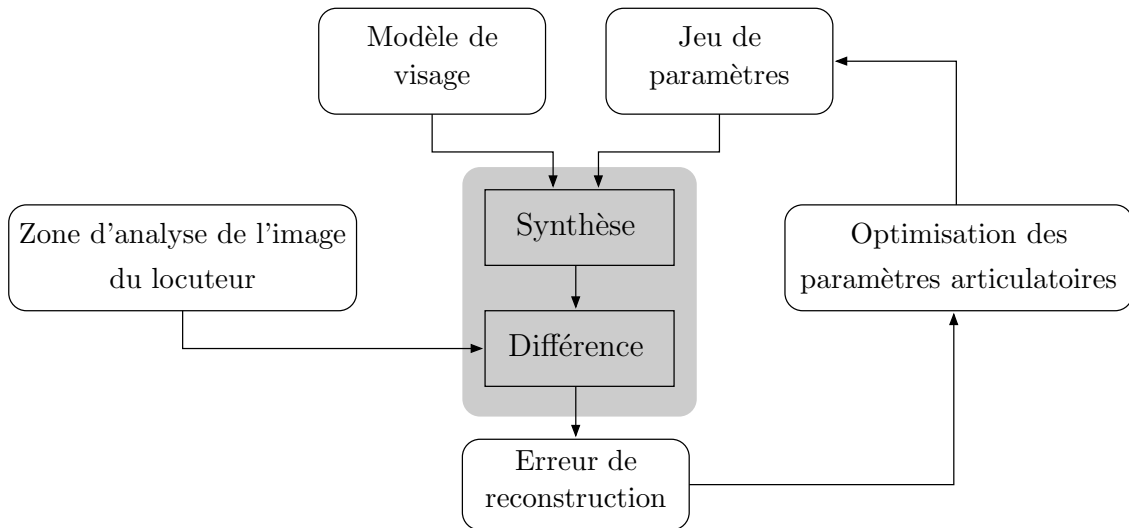 Modèle de
visage
Jeu de
paramètres
Synthèse
Zone d'analyse de l'image
du locuteur
Optimisation des
paramètres articulatoires
Différence
Erreur de
reconstruction